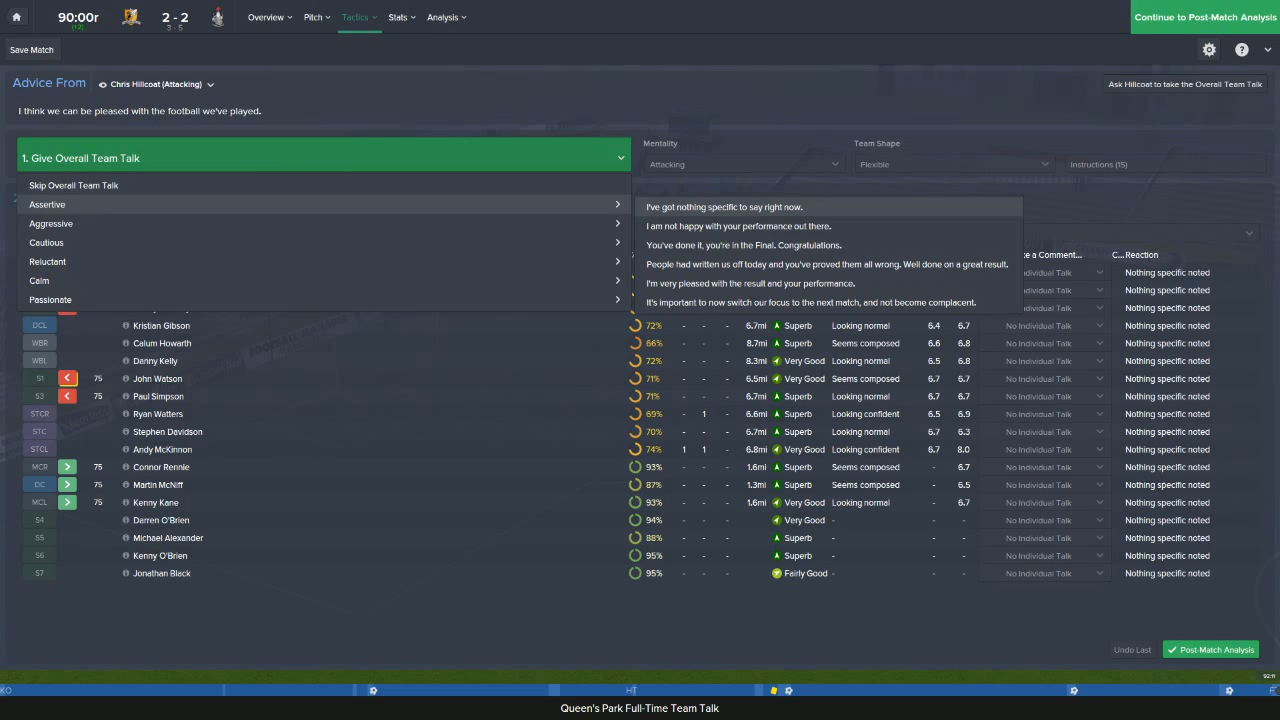 90:00r
(+2)
2 - 2
3 - 5
Overview
Pitch
Tactics
Stats
Analysis
Continue to Post-Match Analysis
Save Match
Advice From
Chris Hillcoat (Attacking)
Ask Hillcoat to take the Overall Team Talk
I think we can be pleased with the football we've played.
1. Give Overall Team Talk
Mentality
Team Shape
Attacking
Flexible
Instructions (15)
Skip Overall Team Talk
Assertive
Aggressive
Cautious
Reluctant
Calm
Passionate
I've got nothing specific to say right now.
I am not happy with your performance out there.
You've done it, you're in the Final. Congratulations.
People had written us off today and you've proved them all wrong. Well done on a great result.
I'm very pleased with the result and your performance.
It's important to now switch our focus to the next match, and not become complacent.
e a Comment... C... Reaction
Individual Talk Nothing specific noted
Individual Talk Nothing specific noted
Individual Talk Nothing specific noted
DCL Kristian Gibson 72% - - - 6.7mi Superb Looking normal 6.4 6.7 No Individual Talk Nothing specific noted
WBR Calum Howarth 66% - - - 8.7mi Superb Seems composed 6.6 6.8 No Individual Talk Nothing specific noted
WBL Danny Kelly 72% - - - 8.3mi Very Good Looking normal 6.5 6.8 No Individual Talk Nothing specific noted
S1 75 John Watson 71% - - - 6.5mi Very Good Seems composed 6.7 6.7 No Individual Talk Nothing specific noted
S3 75 Paul Simpson 71% - - - 6.7mi Superb Looking normal 6.7 6.7 No Individual Talk Nothing specific noted
STCR Ryan Watters 69% - 1 - 6.6mi Superb Looking confident 6.5 6.9 No Individual Talk Nothing specific noted
STC Stephen Davidson 70% - - - 6.7mi Superb Looking normal 6.7 6.3 No Individual Talk Nothing specific noted
STCL Andy McKinnon 74% 1 1 - 6.8mi Very Good Looking confident 6.7 8.0 No Individual Talk Nothing specific noted
MCR 75 Connor Rennie 93% - - - 1.6mi Superb Seems composed - 6.7 No Individual Talk Nothing specific noted
DC 75 Martin McNiff 87% - - - 1.3mi Superb Seems composed - 6.5 No Individual Talk Nothing specific noted
MCL 75 Kenny Kane 93% - - - 1.6mi Very Good Looking normal - 6.7 No Individual Talk Nothing specific noted
S4 Darren O'Brien 94% - - - Very Good - - - No Individual Talk Nothing specific noted
S5 Michael Alexander 88% - - - Superb - - - No Individual Talk Nothing specific noted
S6 Kenny O'Brien 95% - - - Superb - - - No Individual Talk Nothing specific noted
S7 Jonathan Black 95% - - - Fairly Good - - - No Individual Talk Nothing specific noted
Undo Last
Post-Match Analysis
92:11
KO
HT
Queen's Park Full-Time Team Talk